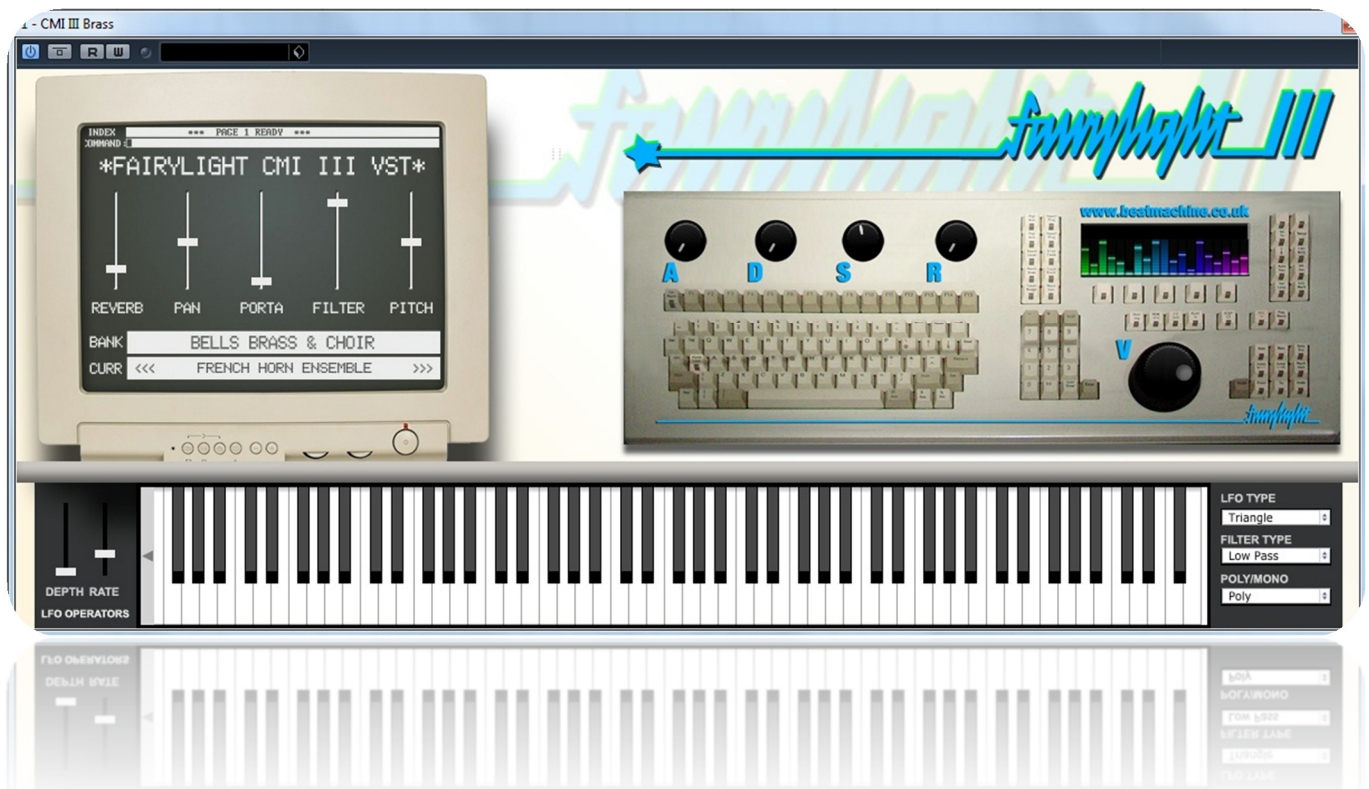 - CMI III Brass
R W
INDEX *** PAGE 1 READY ***
COMMAND :
*FAIRYLIGHT CMI III VST*
REVERB PAN PORTA FILTER PITCH
BANK BELLS BRASS & CHOIR
CURR <<< FRENCH HORN ENSEMBLE >>>
fairylight III
www.beatmachine.co.uk
A D S R
V
fairylight
DEPTH RATE
LFO OPERATORS
LFO TYPE
Triangle
FILTER TYPE
Low Pass
POLY/MONO
Poly